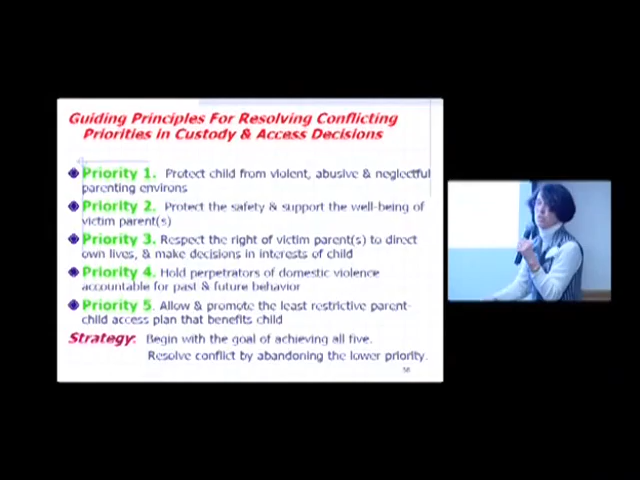 Guiding Principles For Resolving Conflicting
Priorities in Custody & Access Decisions
Priority 1. Protect child from violent, abusive & neglectful
parenting environs
Priority 2. Protect the safety & support the well-being of
victim parent(s)
Priority 3. Respect the right of victim parent(s) to direct
own lives, & make decisions in interests of child
Priority 4. Hold perpetrators of domestic violence
accountable for past & future behavior
Priority 5. Allow & promote the least restrictive parent-
child access plan that benefits child
Strategy: Begin with the goal of achieving all five.
Resolve conflict by abandoning the lower priority.